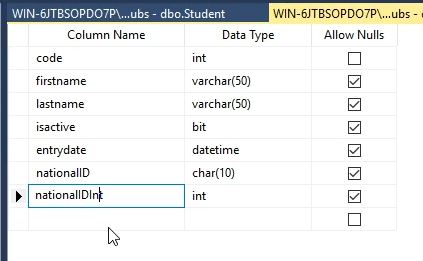 WIN-6JTBSOPDO7P\...ubs - dbo.Student WIN-6JTBSOPDO7P\...ubs -
Column Name Data Type Allow Nulls
code int
firstname varchar(50)
lastname varchar(50)
isactive bit
entrydate datetime
nationalID char(10)
nationalIDInt int